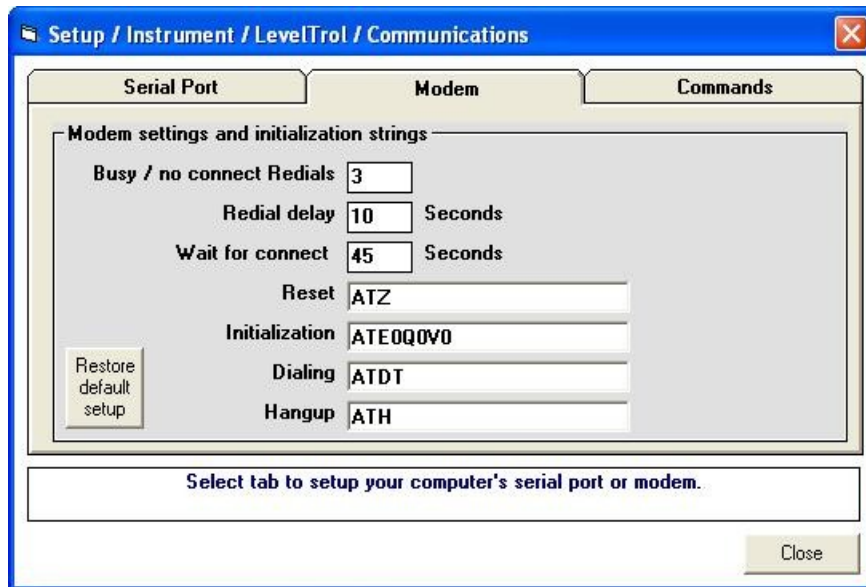 Setup / Instrument / LevelTrol / Communications
Serial Port Modem Commands
Modem settings and initialization strings
Busy / no connect Redials 3
Redial delay 10 Seconds
Wait for connect 45 Seconds
Reset ATZ
Initialization ATE0Q0V0
Dialing ATDT
Hangup ATH
Restore
default
setup
Select tab to setup your computer's serial port or modem.
Close